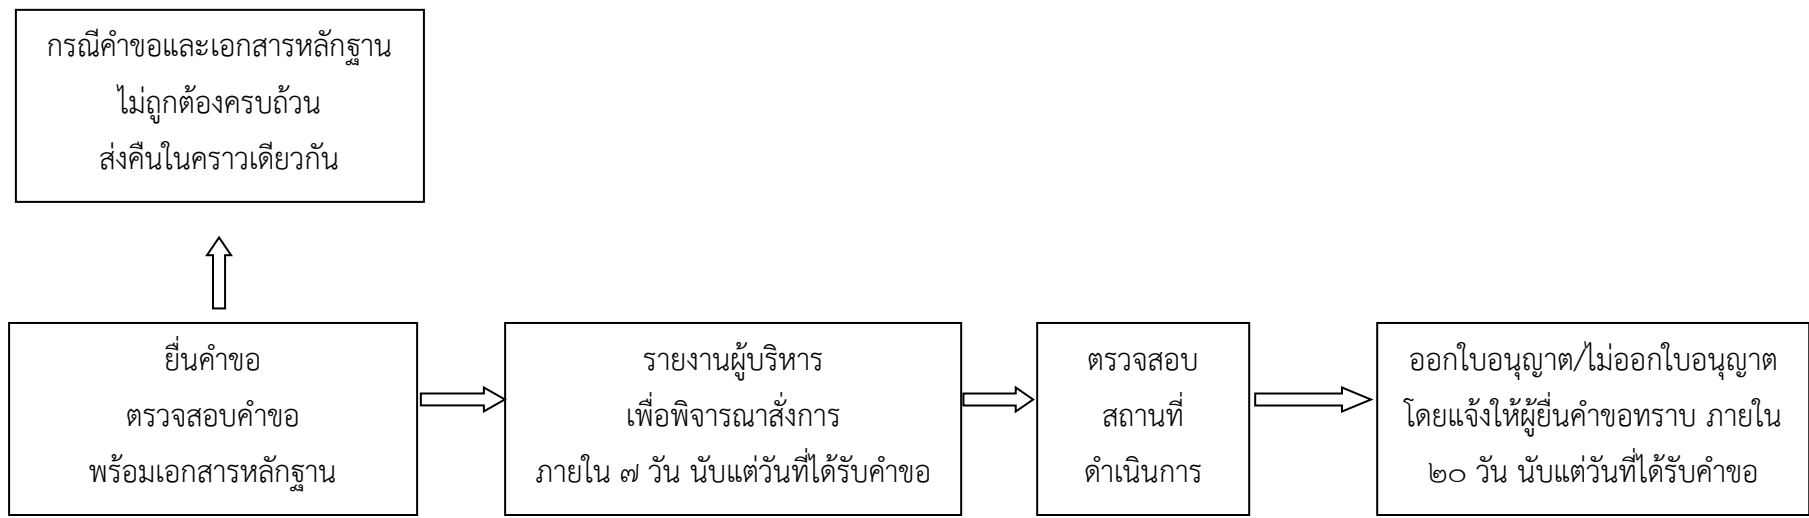 กรณีคำขอและเอกสารหลักฐาน
ไม่ถูกต้องครบถ้วน
ส่งคืนในคราวเดียวกัน
ยื่นคำขอ
ตรวจสอบคำขอ
พร้อมเอกสารหลักฐาน
รายงานผู้บริหาร
เพื่อพิจารณาสั่งการ
ภายใน ๗ วัน นับแต่วันที่ได้รับคำขอ
ตรวจสอบ
สถานที่
ดำเนินการ
ออกใบอนุญาต/ไม่ออกใบอนุญาต
โดยแจ้งให้ผู้ยื่นคำขอทราบ ภายใน
๒๐ วัน นับแต่วันที่ได้รับคำขอ